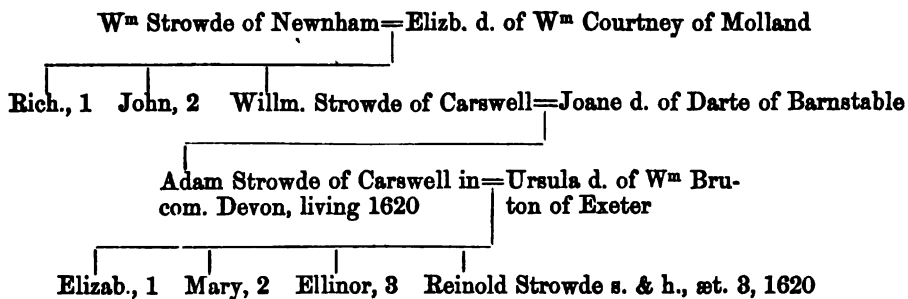 Wm Strowde of Newnham=Elizb. d. of Wm Courtney of Molland
Rich., 1 John, 2 Willm. Strowde of Carswell=Joane d. of Darte of Barnstable
Adam Strowde of Carswell in=Ursula d. of Wm Bru-
com. Devon, living 1620 ton of Exeter
Elizab., 1 Mary, 2 Ellinor, 3 Reinold Strowde s. & h., æt. 3, 1620